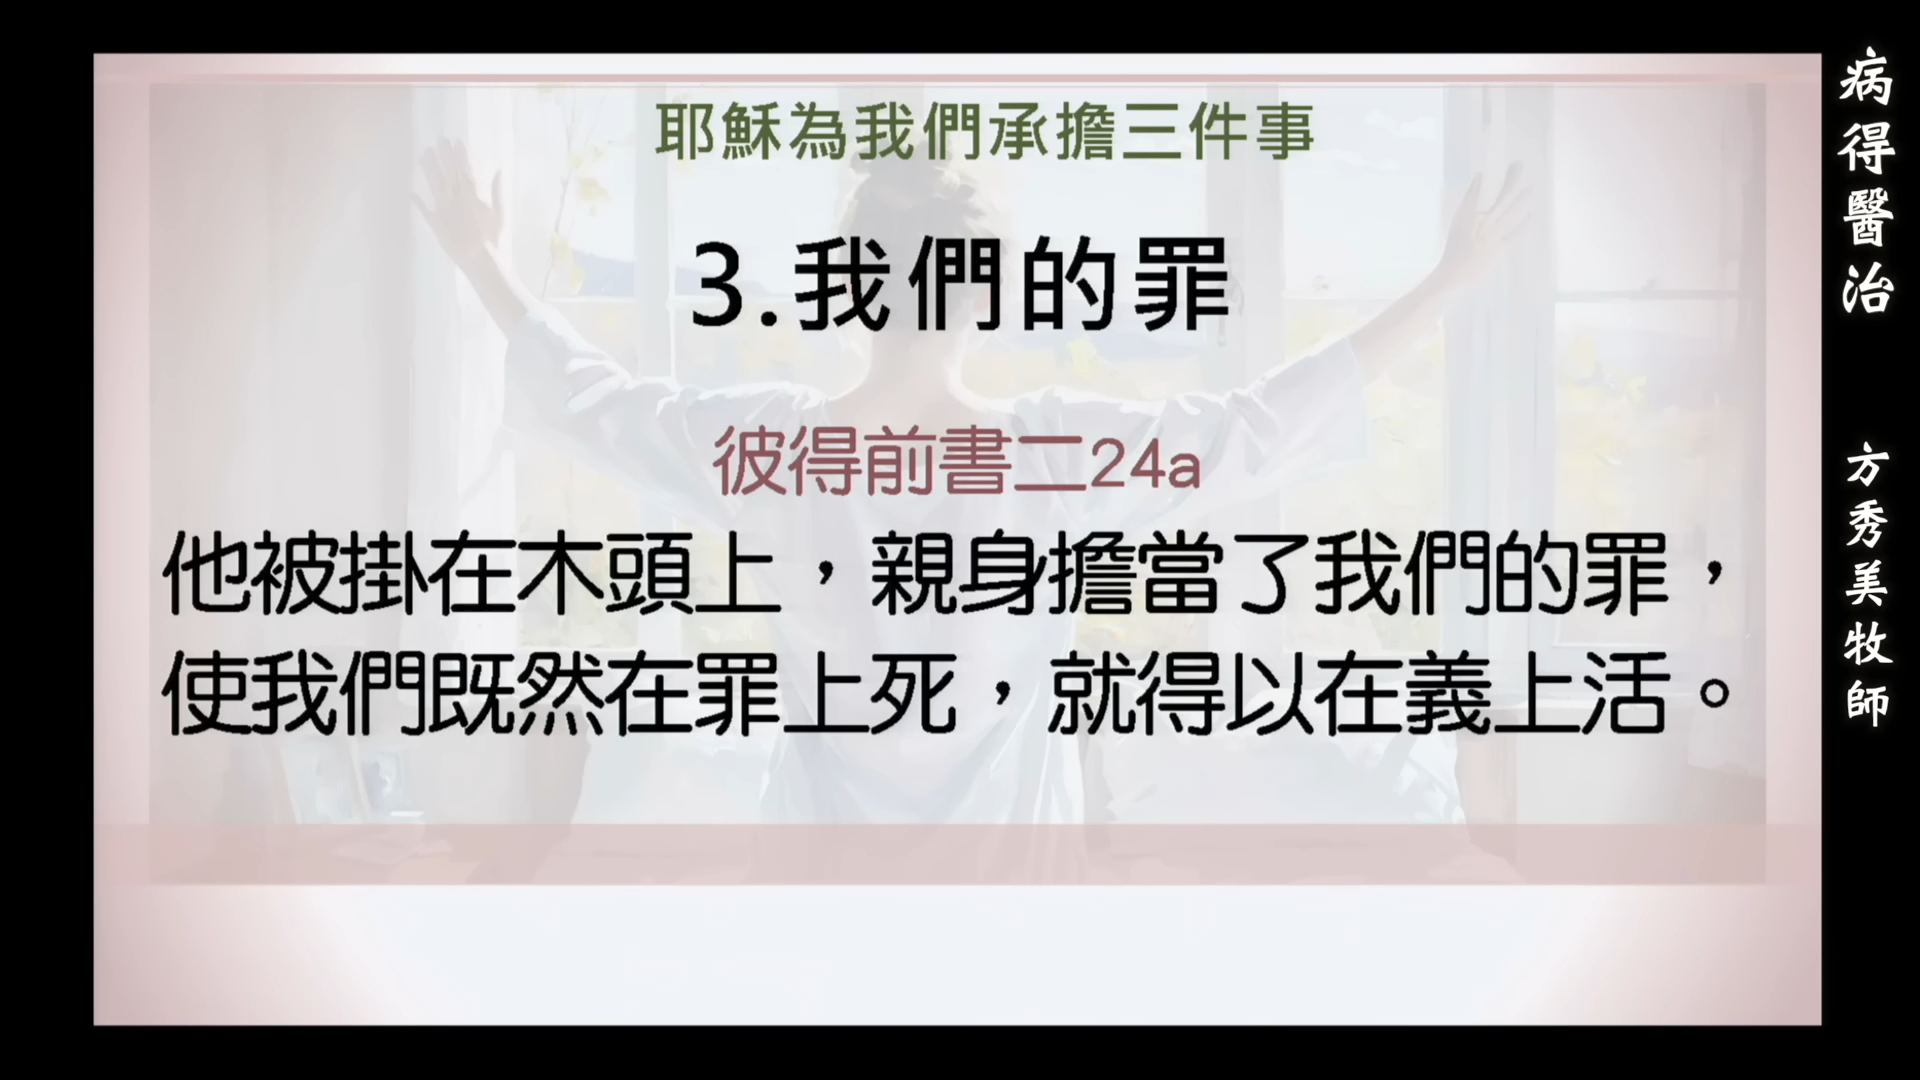 耶穌為我們承擔三件事
3.我們的罪
彼得前書二24a
他被掛在木頭上，親身擔當了我們的罪，
使我們既然在罪上死，就得以在義上活。
病得醫治
方秀美牧師